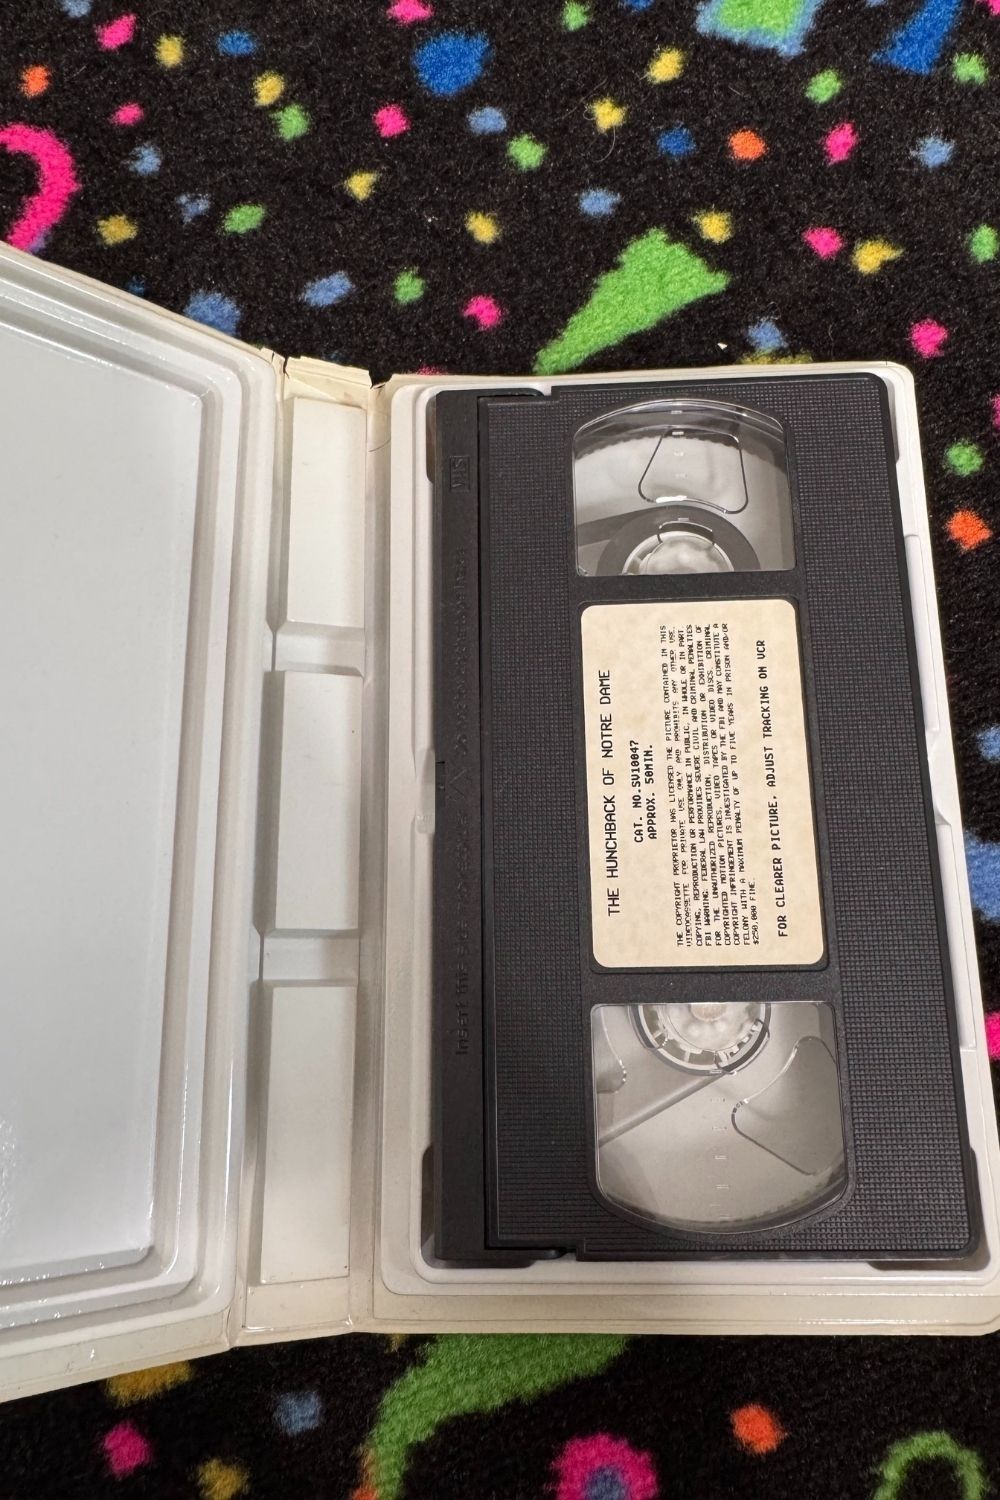 VHS
THE HUNCHBACK OF NOTRE DAME
CAT. NO.SV10047
APPROX. 50MIN.
THE COPYRIGHT PROPRIETOR HAS LICENSED THE PICTURE CONTAINED IN THIS
VIDEOCASSETTE FOR PRIVATE USE ONLY AND PROHIBITS ANY OTHER USE,
COPYING, REPRODUCTION OR PERFORMANCE IN PUBLIC, IN WHOLE OR IN PART.
FBI WARNING: FEDERAL LAW PROVIDES SEVERE CIVIL AND CRIMINAL PENALTIES
FOR THE UNAUTHORIZED REPRODUCTION, DISTRIBUTION OR EXHIBITION OF
COPYRIGHTED MOTION PICTURES, VIDEO TAPES OR VIDEO DISCS. CRIMINAL
COPYRIGHT INFRINGEMENT IS INVESTIGATED BY THE FBI AND MAY CONSTITUTE A
FELONY WITH A MAXIMUM PENALTY OF UP TO FIVE YEARS IN PRISON AND/OR
$250,000 FINE.
FOR CLEARER PICTURE, ADJUST TRACKING ON VCR
Insert this side